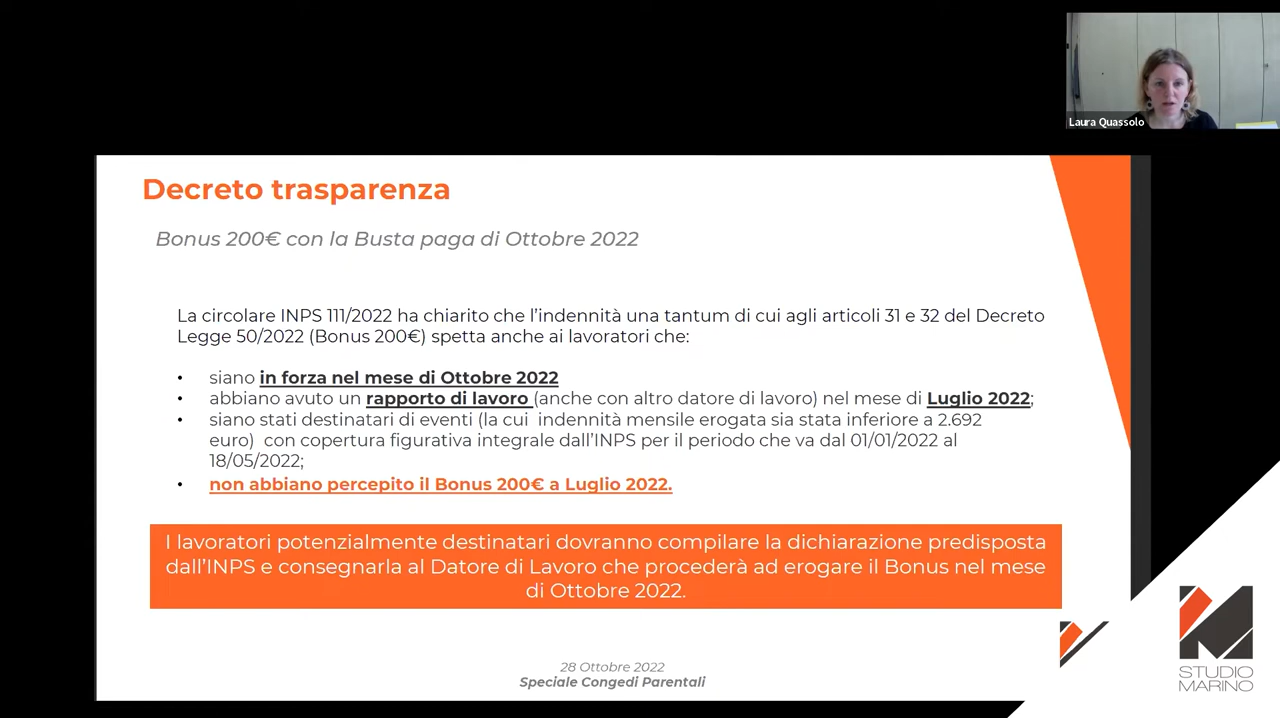 Laura Quassolo
Decreto trasparenza
Bonus 200€ con la Busta paga di Ottobre 2022
La circolare INPS 111/2022 ha chiarito che l'indennità una tantum di cui agli articoli 31 e 32 del Decreto
Legge 50/2022 (Bonus 200€) spetta anche ai lavoratori che:
• siano in forza nel mese di Ottobre 2022
• abbiano avuto un rapporto di lavoro (anche con altro datore di lavoro) nel mese di Luglio 2022;
• siano stati destinatari di eventi (la cui indennità mensile erogata sia stata inferiore a 2.692
euro) con copertura figurativa integrale dall'INPS per il periodo che va dal 01/01/2022 al
18/05/2022;
• non abbiano percepito il Bonus 200€ a Luglio 2022.
I lavoratori potenzialmente destinatari dovranno compilare la dichiarazione predisposta
dall'INPS e consegnarla al Datore di Lavoro che procederà ad erogare il Bonus nel mese
di Ottobre 2022.
28 Ottobre 2022
Speciale Congedi Parentali
STUDIO
MARINO